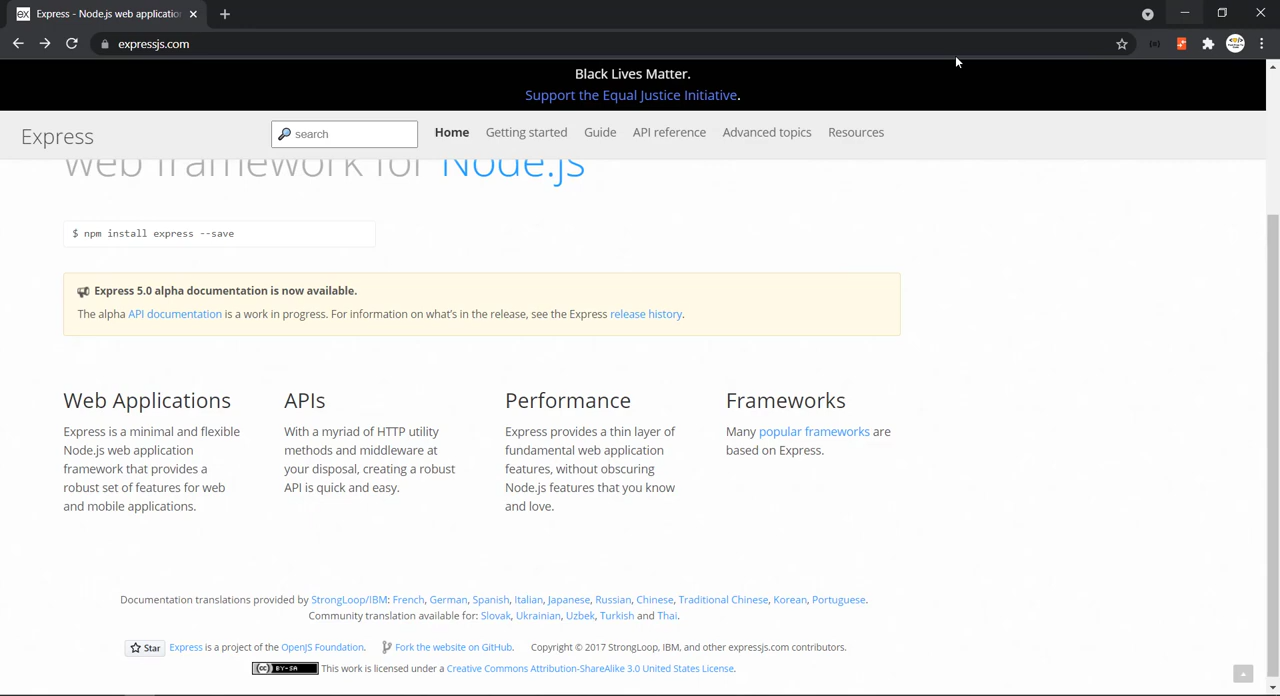 Express - Node.js web application
expressjs.com
Black Lives Matter.
Support the Equal Justice Initiative.
Express
search
Home
Getting started
Guide
API reference
Advanced topics
Resources
web framework for Node.js
$ npm install express --save
Express 5.0 alpha documentation is now available.
The alpha API documentation is a work in progress. For information on what's in the release, see the Express release history.
Web Applications
Express is a minimal and flexible
Node.js web application
framework that provides a
robust set of features for web
and mobile applications.
APIs
With a myriad of HTTP utility
methods and middleware at
your disposal, creating a robust
API is quick and easy.
Performance
Express provides a thin layer of
fundamental web application
features, without obscuring
Node.js features that you know
and love.
Frameworks
Many popular frameworks are
based on Express.
Documentation translations provided by StrongLoop/IBM: French, German, Spanish, Italian, Japanese, Russian, Chinese, Traditional Chinese, Korean, Portuguese.
Community translation available for: Slovak, Ukrainian, Uzbek, Turkish and Thai.
Star
Express is a project of the OpenJS Foundation.
Fork the website on GitHub.
Copyright © 2017 StrongLoop, IBM, and other expressjs.com contributors.
(cc) BY-SA
This work is licensed under a Creative Commons Attribution-ShareAlike 3.0 United States License.